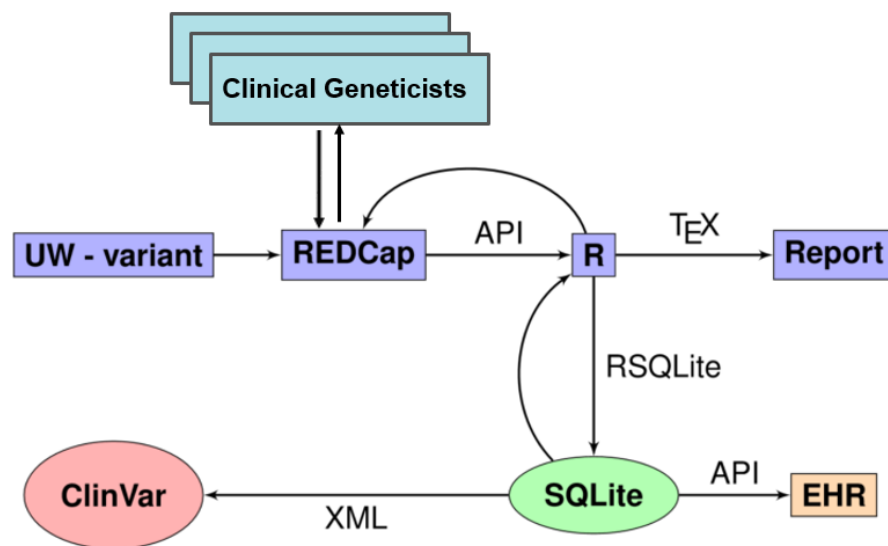 Clinical Geneticists
API
TEX
UW - variant
REDCap
R
Report
RSQLite
ClinVar
XML
SQLite
API
EHR